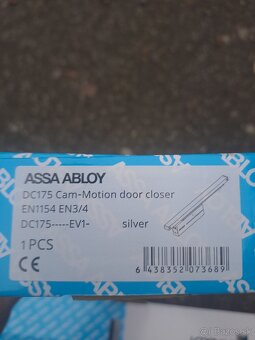 ASSA ABLOY
DC175 Cam-Motion door closer
EN1154 EN3/4
DC175-----EV1- silver
1 PCS
CE
6 438352 073689